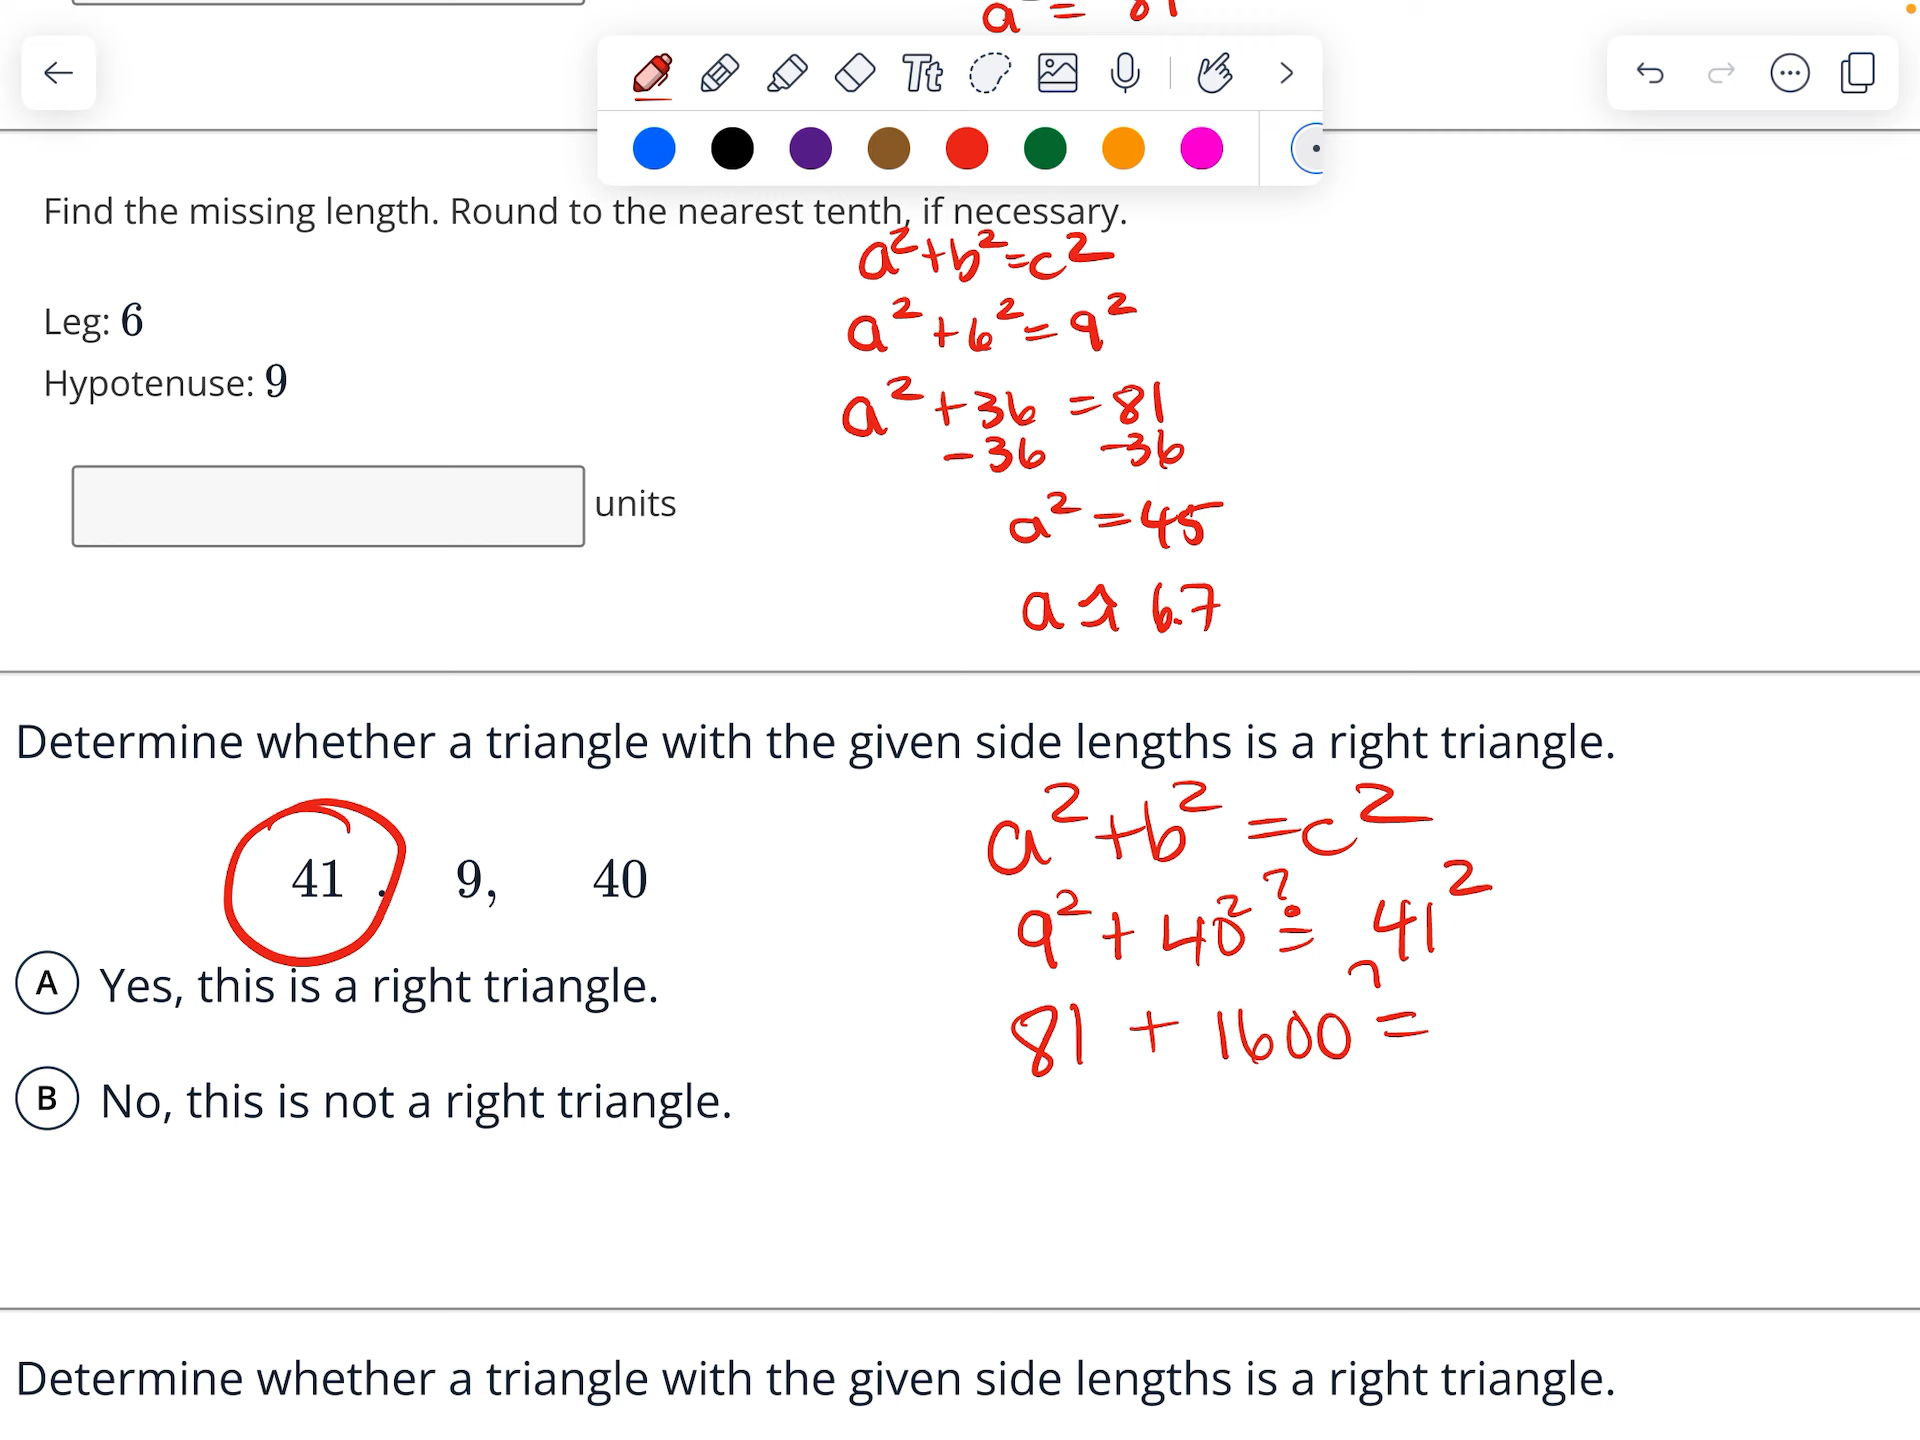 a = 81
Tt
Find the missing length. Round to the nearest tenth, if necessary.
a²+b²=c²
Leg: 6
a²+6²=9²
Hypotenuse: 9
a²+36 =81
-36 -36
units
a²=45
a ≈ 6.7
Determine whether a triangle with the given side lengths is a right triangle.
a²+b²=c²
41, 9, 40
9²+40² ≟ 41²
A Yes, this is a right triangle.
81 + 1600 ≟
B No, this is not a right triangle.
Determine whether a triangle with the given side lengths is a right triangle.